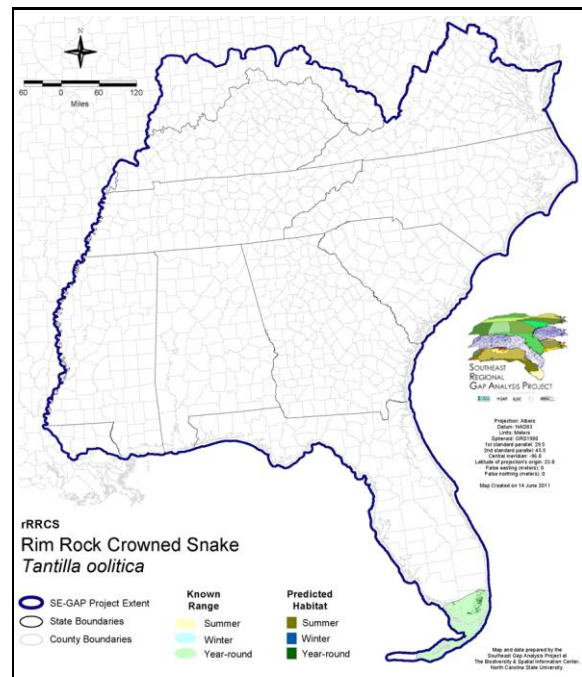 N
60 0 60 120
Miles
SOUTHEAST
REGIONAL
GAP ANALYSIS PROJECT
Projection: Albers
Datum: NAD83
Units: Meters
Spheroid: GRS1980
1st standard parallel: 29.5
2nd standard parallel: 45.5
Central meridian: -96.0
Latitude of projection's origin: 23.0
False easting (meters): 0
False northing (meters): 0
Map Created on 14 June 2011
rRRCS
Rim Rock Crowned Snake
Tantilla oolitica
SE-GAP Project Extent
State Boundaries
County Boundaries
Known
Range
Summer
Winter
Year-round
Predicted
Habitat
Summer
Winter
Year-round
Map and data prepared by the
Southeast Gap Analysis Project at
The Biodiversity & Spatial Information Center,
North Carolina State University.